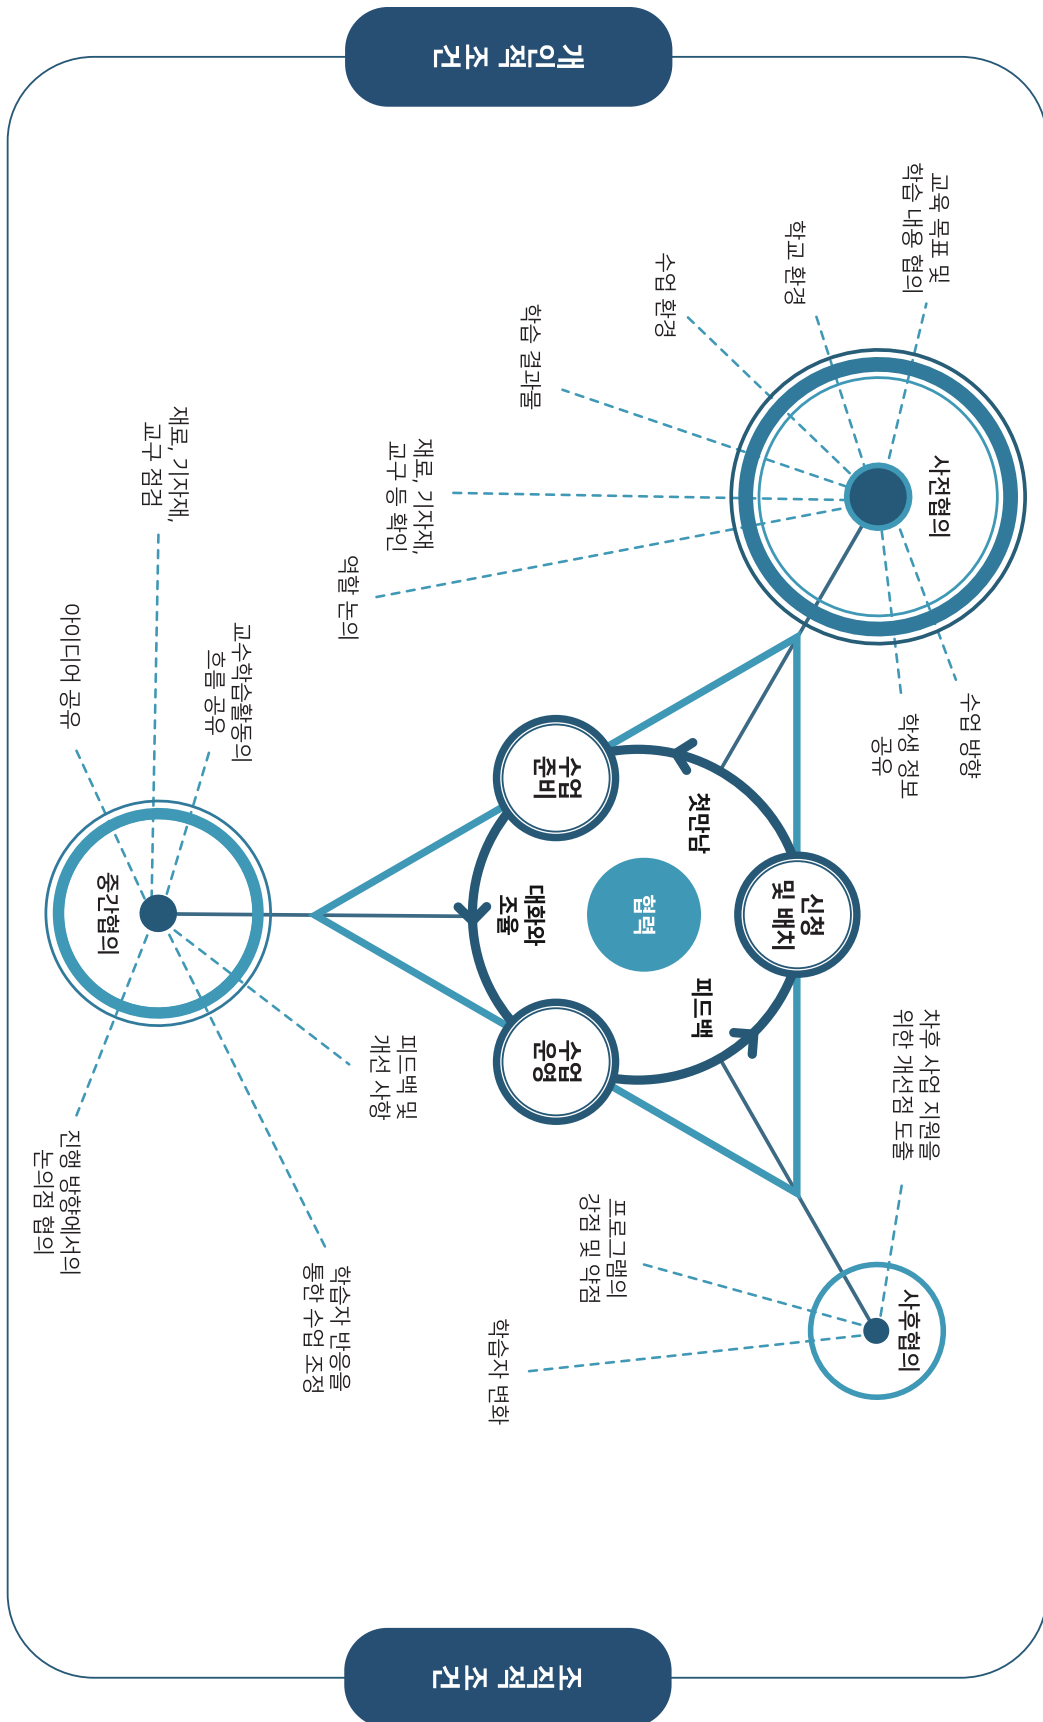 개인적 조건
교육 목표 및
학습 내용 협의
학교 환경
수업 환경
학습 결과물
재료, 기자재,
교구 등 확인
역할 논의
사전협의
수업 방향
학생 정보
공유
재료, 기자재,
교구 점검
아이디어 공유
교수학습활동의
흐름 공유
중간협의
피드백 및
개선 사항
진행 방향에서의
논의점 협의
학습자 반응을
통한 수업 조정
신청
및 배치
첫만남
수업
준비
대화와
조율
협력
수업
운영
피드백
차후 사업 지원을
위한 개선점 도출
프로그램의
강점 및 약점
학습자 변화
사후협의
조직적 조건